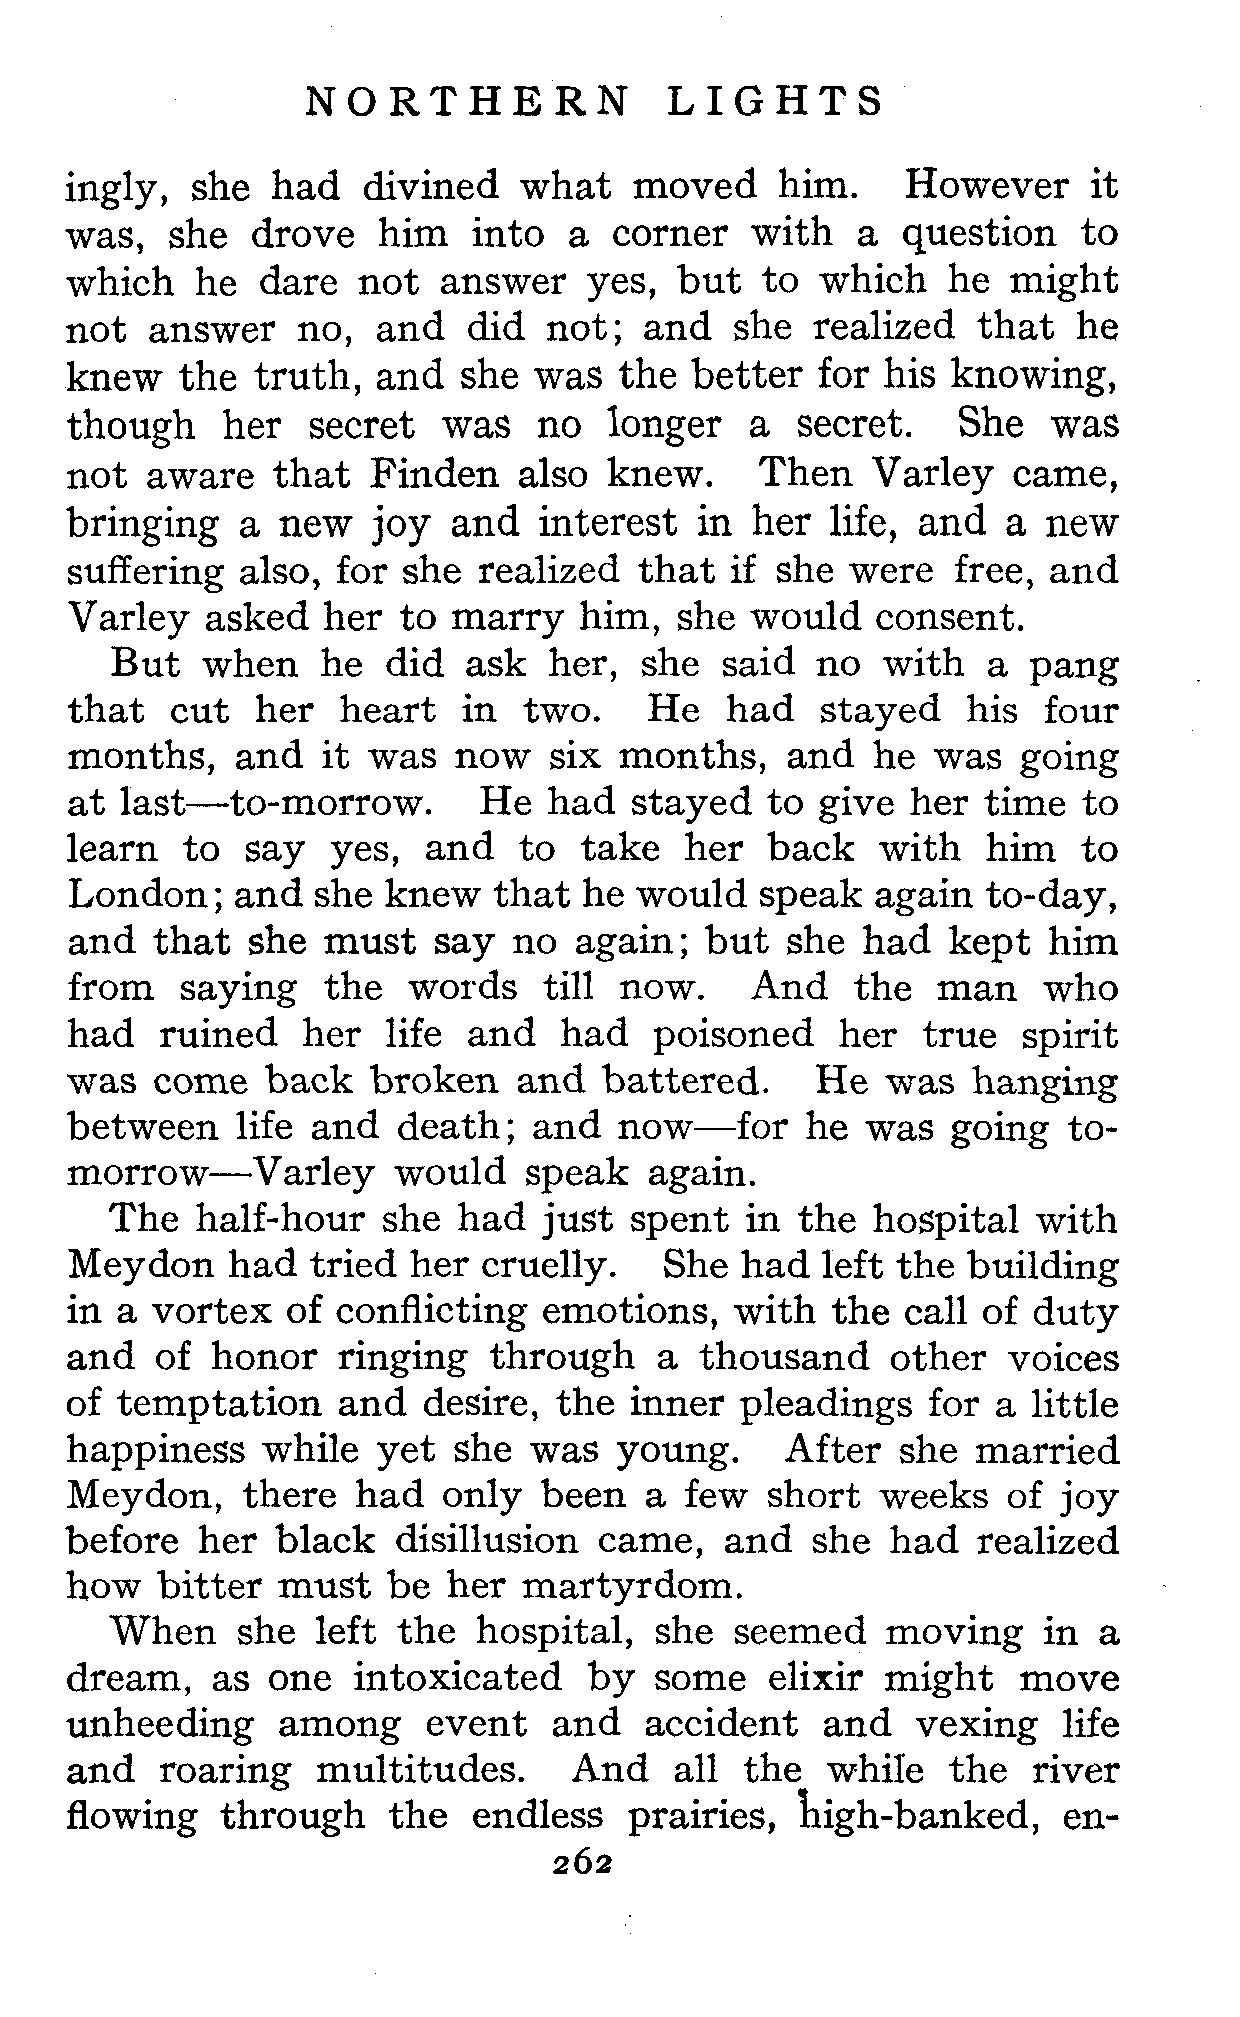 NORTHERN LIGHTS
ingly, she had divined what moved him. However it
was, she drove him into a corner with a question to
which he dare not answer yes, but to which he might
not answer no, and did not; and she realized that he
knew the truth, and she was the better for his knowing,
though her secret was no longer a secret. She was
not aware that Finden also knew. Then Varley came,
bringing a new joy and interest in her life, and a new
suffering also, for she realized that if she were free, and
Varley asked her to marry him, she would consent.
But when he did ask her, she said no with a pang
that cut her heart in two. He had stayed his four
months, and it was now six months, and he was going
at last—to-morrow. He had stayed to give her time to
learn to say yes, and to take her back with him to
London; and she knew that he would speak again to-day,
and that she must say no again; but she had kept him
from saying the words till now. And the man who
had ruined her life and had poisoned her true spirit
was come back broken and battered. He was hanging
between life and death; and now—for he was going to-
morrow—Varley would speak again.
The half-hour she had just spent in the hospital with
Meydon had tried her cruelly. She had left the building
in a vortex of conflicting emotions, with the call of duty
and of honor ringing through a thousand other voices
of temptation and desire, the inner pleadings for a little
happiness while yet she was young. After she married
Meydon, there had only been a few short weeks of joy
before her black disillusion came, and she had realized
how bitter must be her martyrdom.
When she left the hospital, she seemed moving in a
dream, as one intoxicated by some elixir might move
unheeding among event and accident and vexing life
and roaring multitudes. And all the while the river
flowing through the endless prairies, high-banked, en-
262